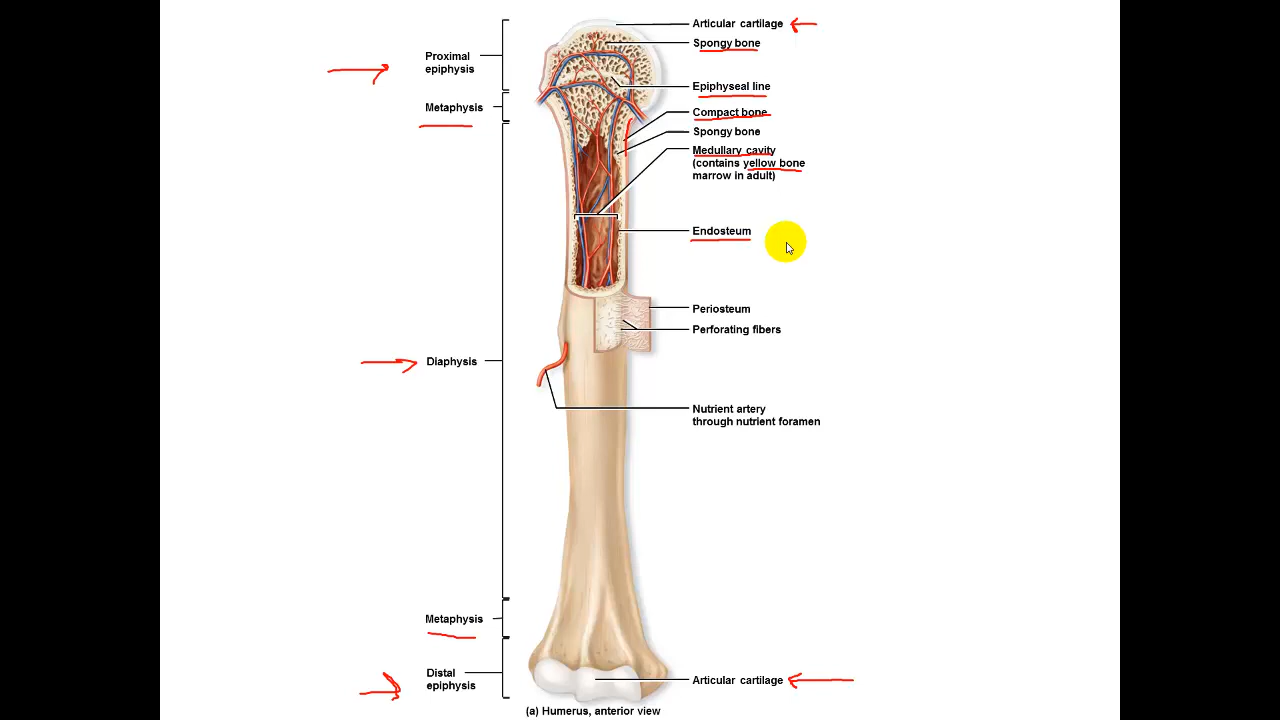 Articular cartilage
Spongy bone
Proximal
epiphysis
Epiphyseal line
Metaphysis
Compact bone
Spongy bone
Medullary cavity
(contains yellow bone
marrow in adult)
Endosteum
Periosteum
Perforating fibers
Diaphysis
Nutrient artery
through nutrient foramen
Metaphysis
Distal
epiphysis
Articular cartilage
(a) Humerus, anterior view